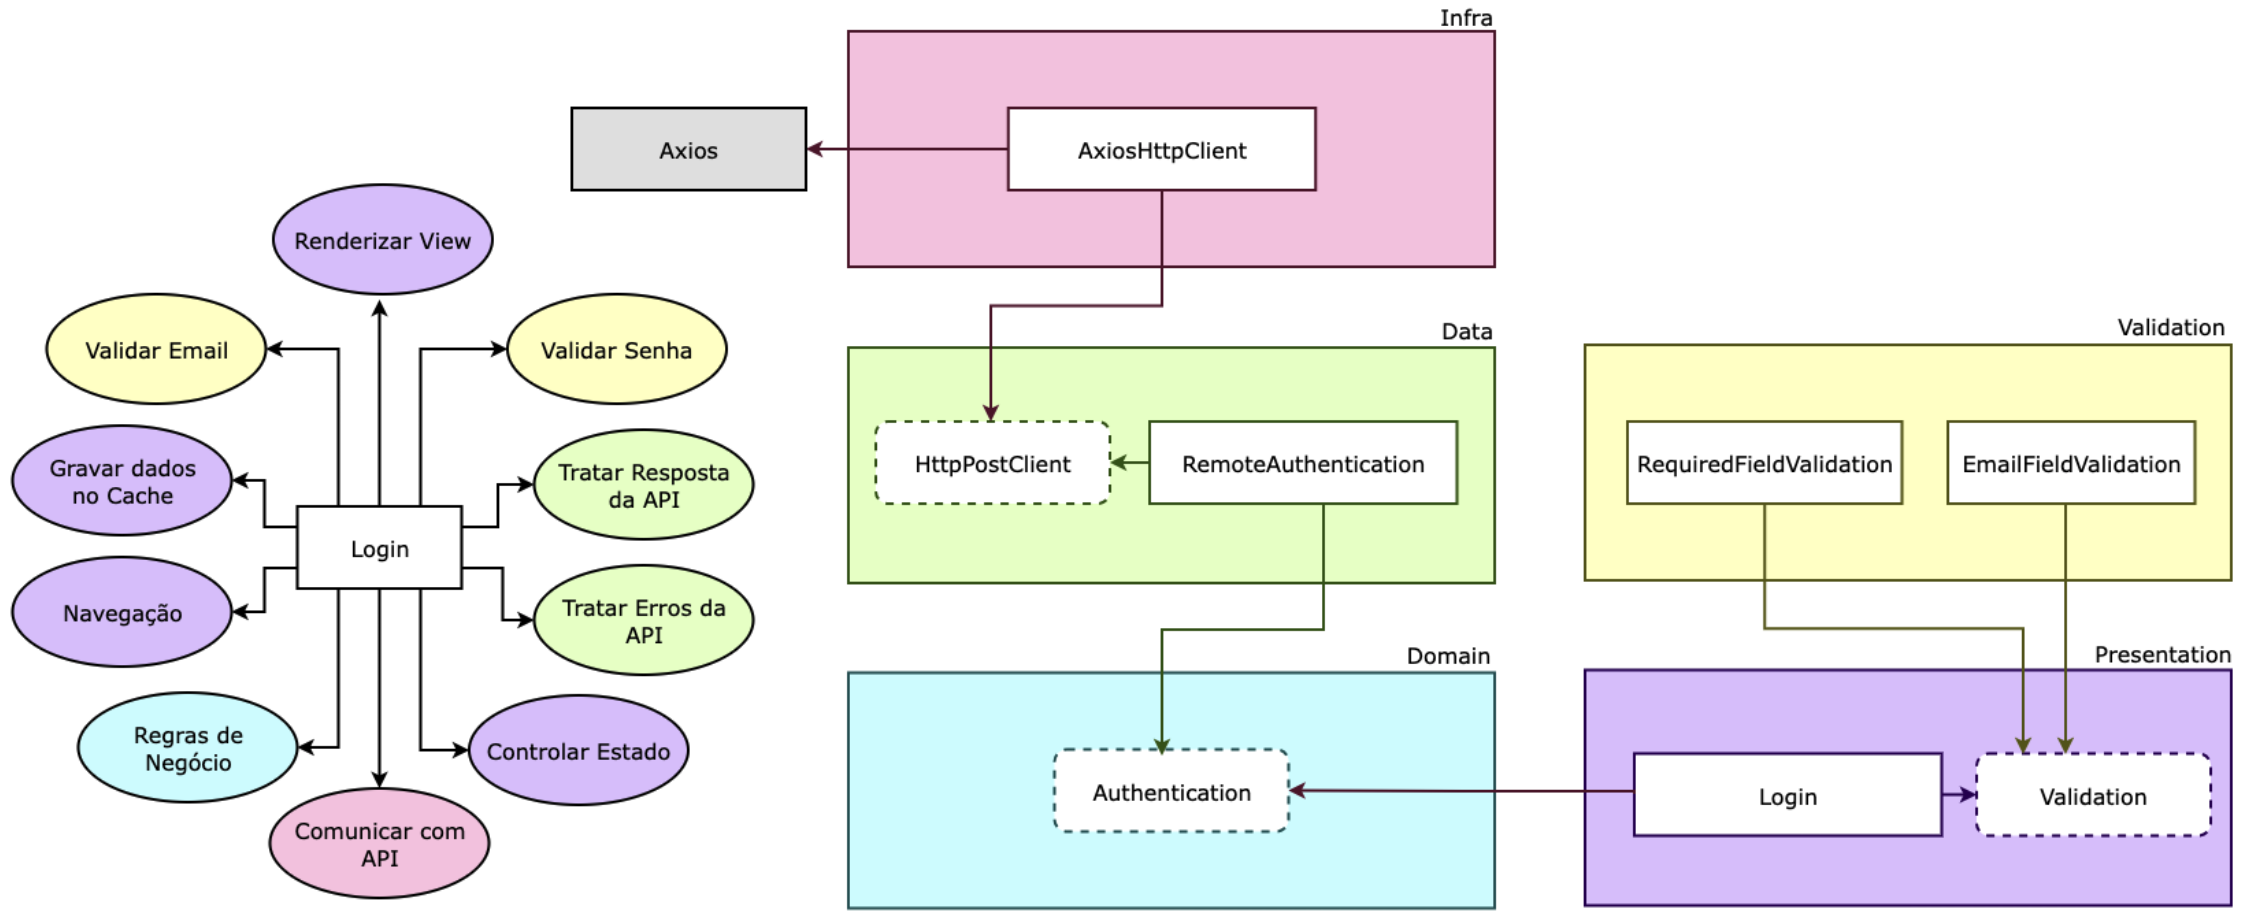 Renderizar View
Validar Email
Validar Senha
Gravar dados
no Cache
Tratar Resposta
da API
Login
Navegação
Tratar Erros da
API
Regras de
Negócio
Controlar Estado
Comunicar com
API
Infra
Axios
AxiosHttpClient
Data
HttpPostClient
RemoteAuthentication
Validation
RequiredFieldValidation
EmailFieldValidation
Domain
Authentication
Presentation
Login
Validation